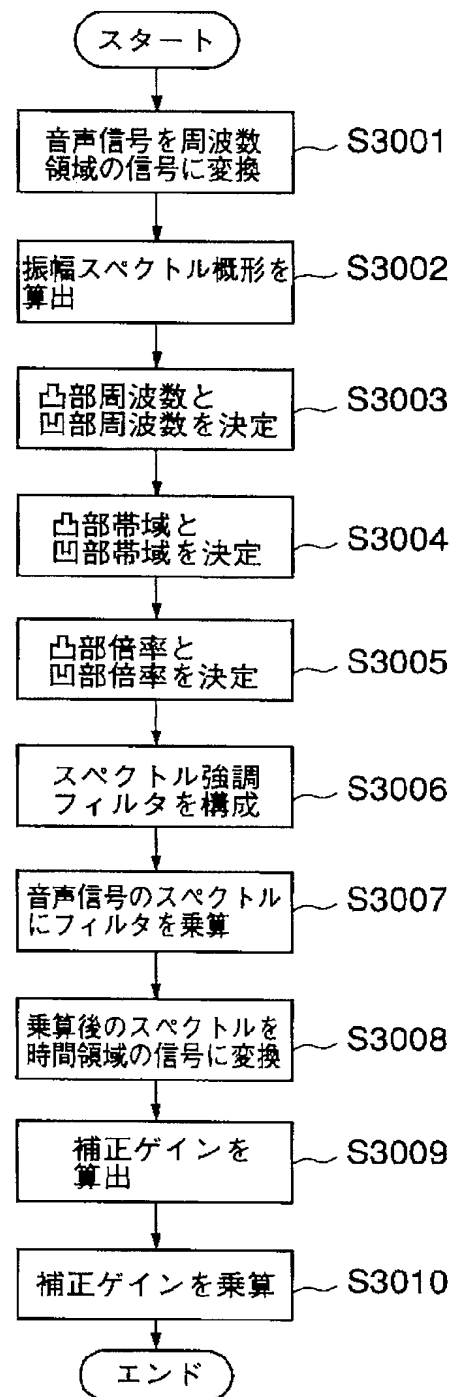 スタート
音声信号を周波数
領域の信号に変換
S3001
振幅スペクトル概形を
算出
S3002
凸部周波数と
凹部周波数を決定
S3003
凸部帯域と
凹部帯域を決定
S3004
凸部倍率と
凹部倍率を決定
S3005
スペクトル強調
フィルタを構成
S3006
音声信号のスペクトル
にフィルタを乗算
S3007
乗算後のスペクトルを
時間領域の信号に変換
S3008
補正ゲインを
算出
S3009
補正ゲインを乗算
S3010
エンド